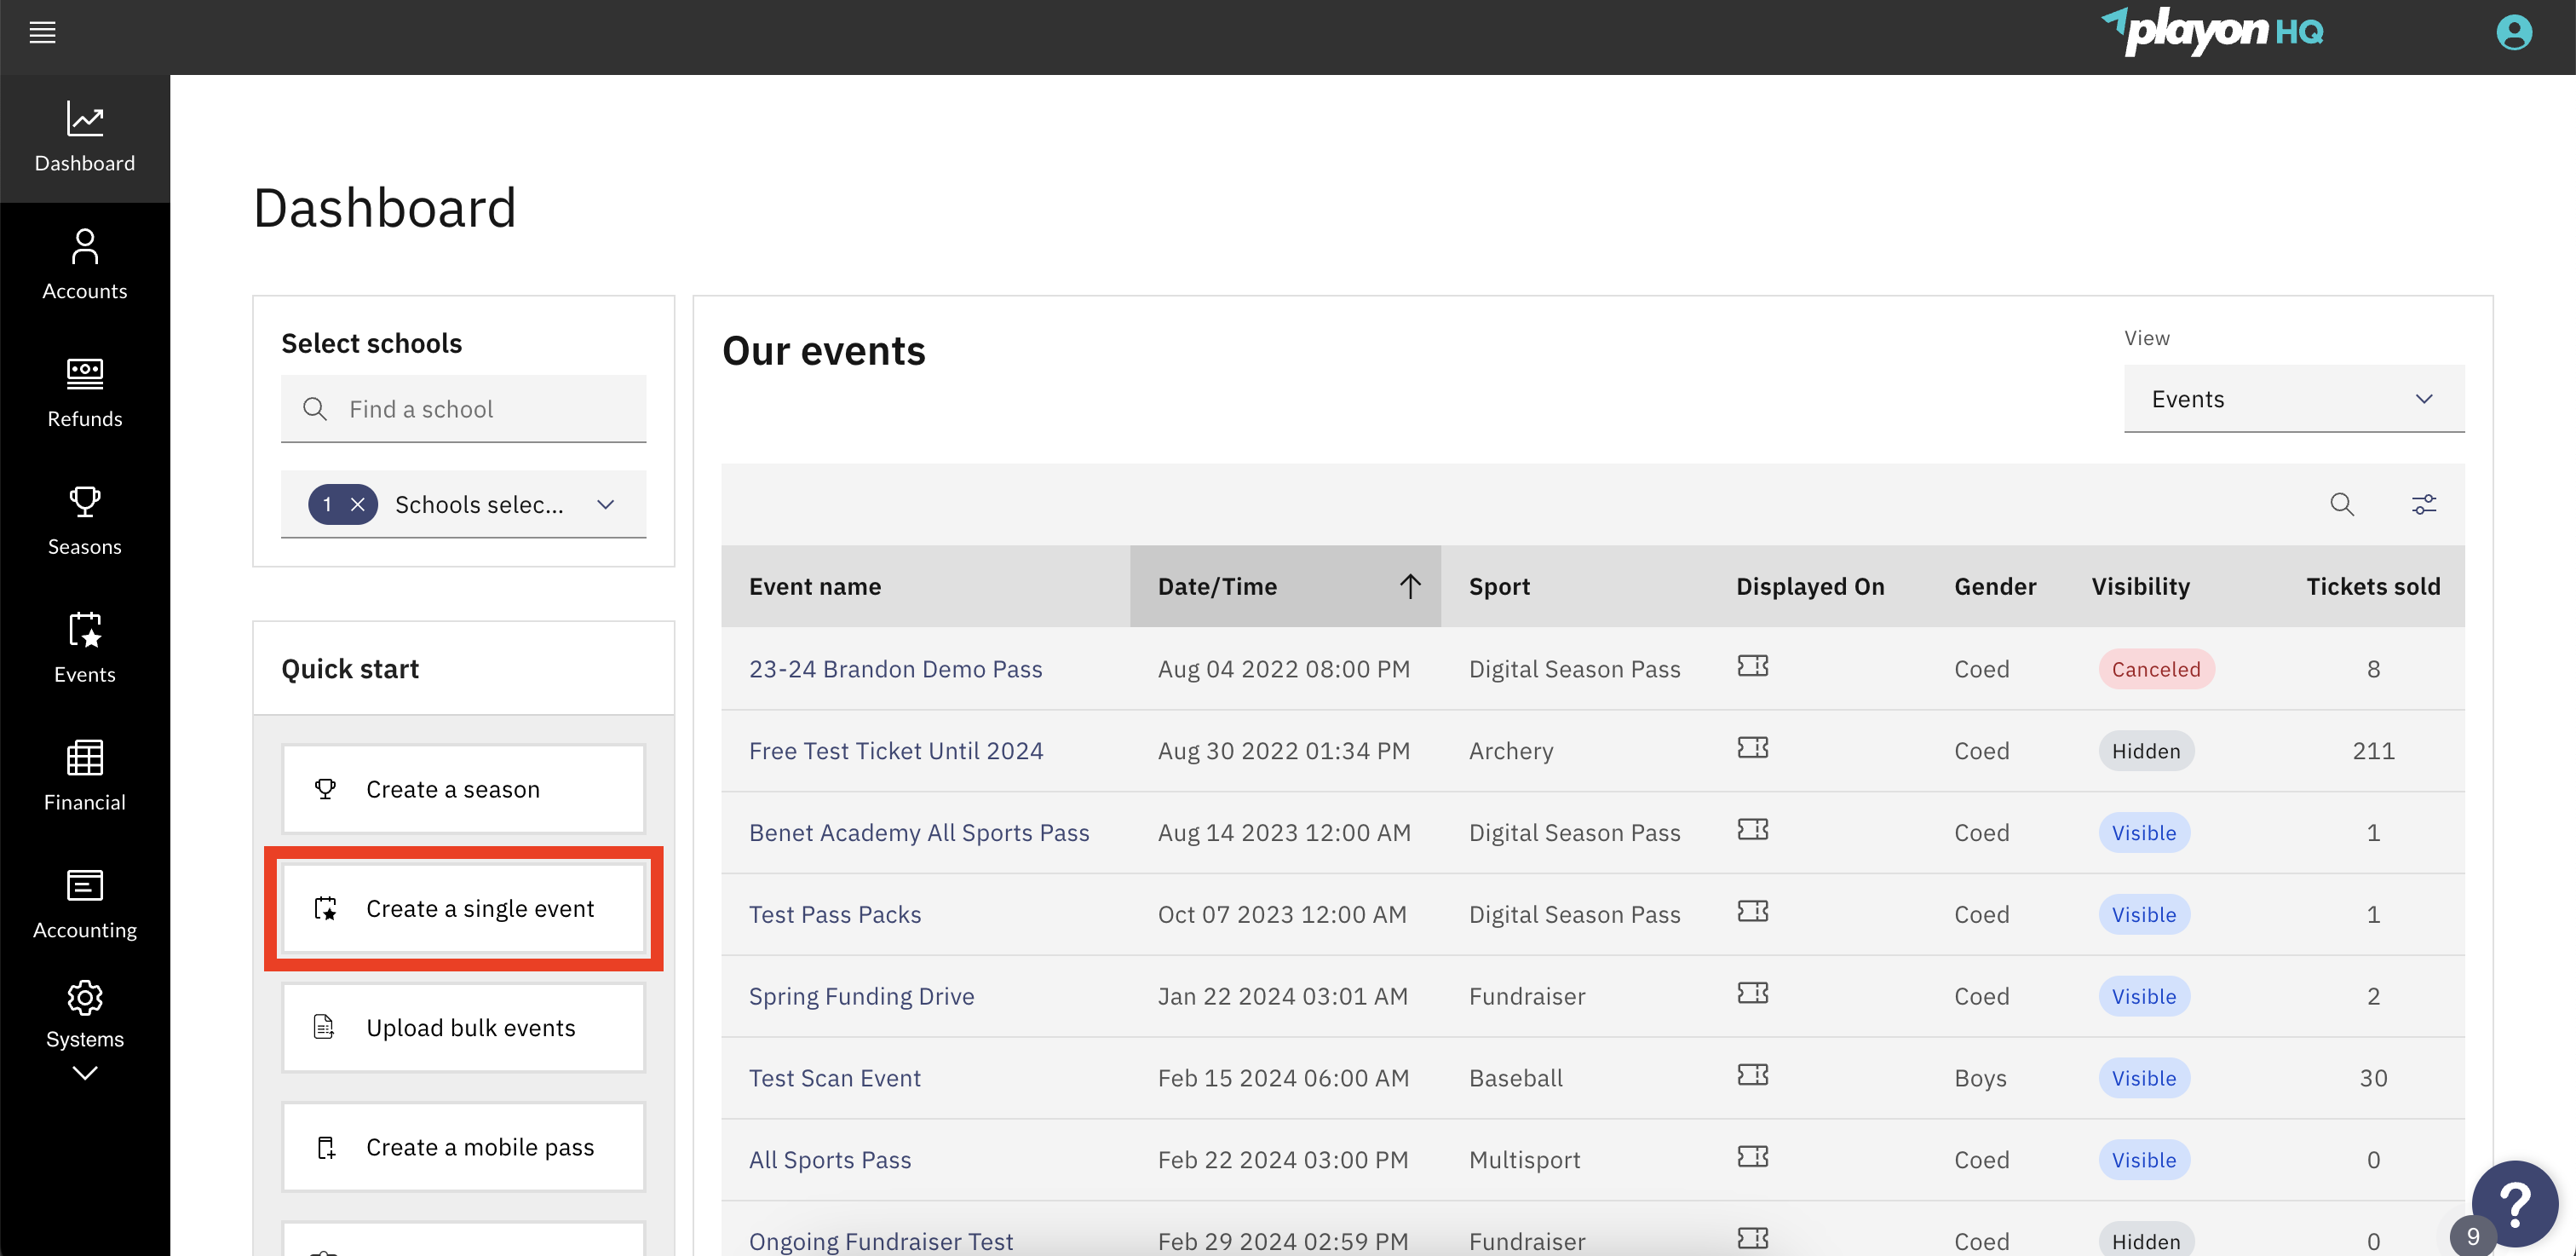 playon HQ
Dashboard
Accounts
Refunds
Seasons
Events
Financial
Accounting
Systems
Dashboard
Select schools
Find a school
1 Schools selec...
Quick start
Create a season
Create a single event
Upload bulk events
Create a mobile pass
Our events
View
Events
Event name Date/Time Sport Displayed On Gender Visibility Tickets sold
23-24 Brandon Demo Pass Aug 04 2022 08:00 PM Digital Season Pass Coed Canceled 8
Free Test Ticket Until 2024 Aug 30 2022 01:34 PM Archery Coed Hidden 211
Benet Academy All Sports Pass Aug 14 2023 12:00 AM Digital Season Pass Coed Visible 1
Test Pass Packs Oct 07 2023 12:00 AM Digital Season Pass Coed Visible 1
Spring Funding Drive Jan 22 2024 03:01 AM Fundraiser Coed Visible 2
Test Scan Event Feb 15 2024 06:00 AM Baseball Boys Visible 30
All Sports Pass Feb 22 2024 03:00 PM Multisport Coed Visible 0
Ongoing Fundraiser Test Feb 29 2024 02:59 PM Fundraiser Coed Hidden 0
?
9